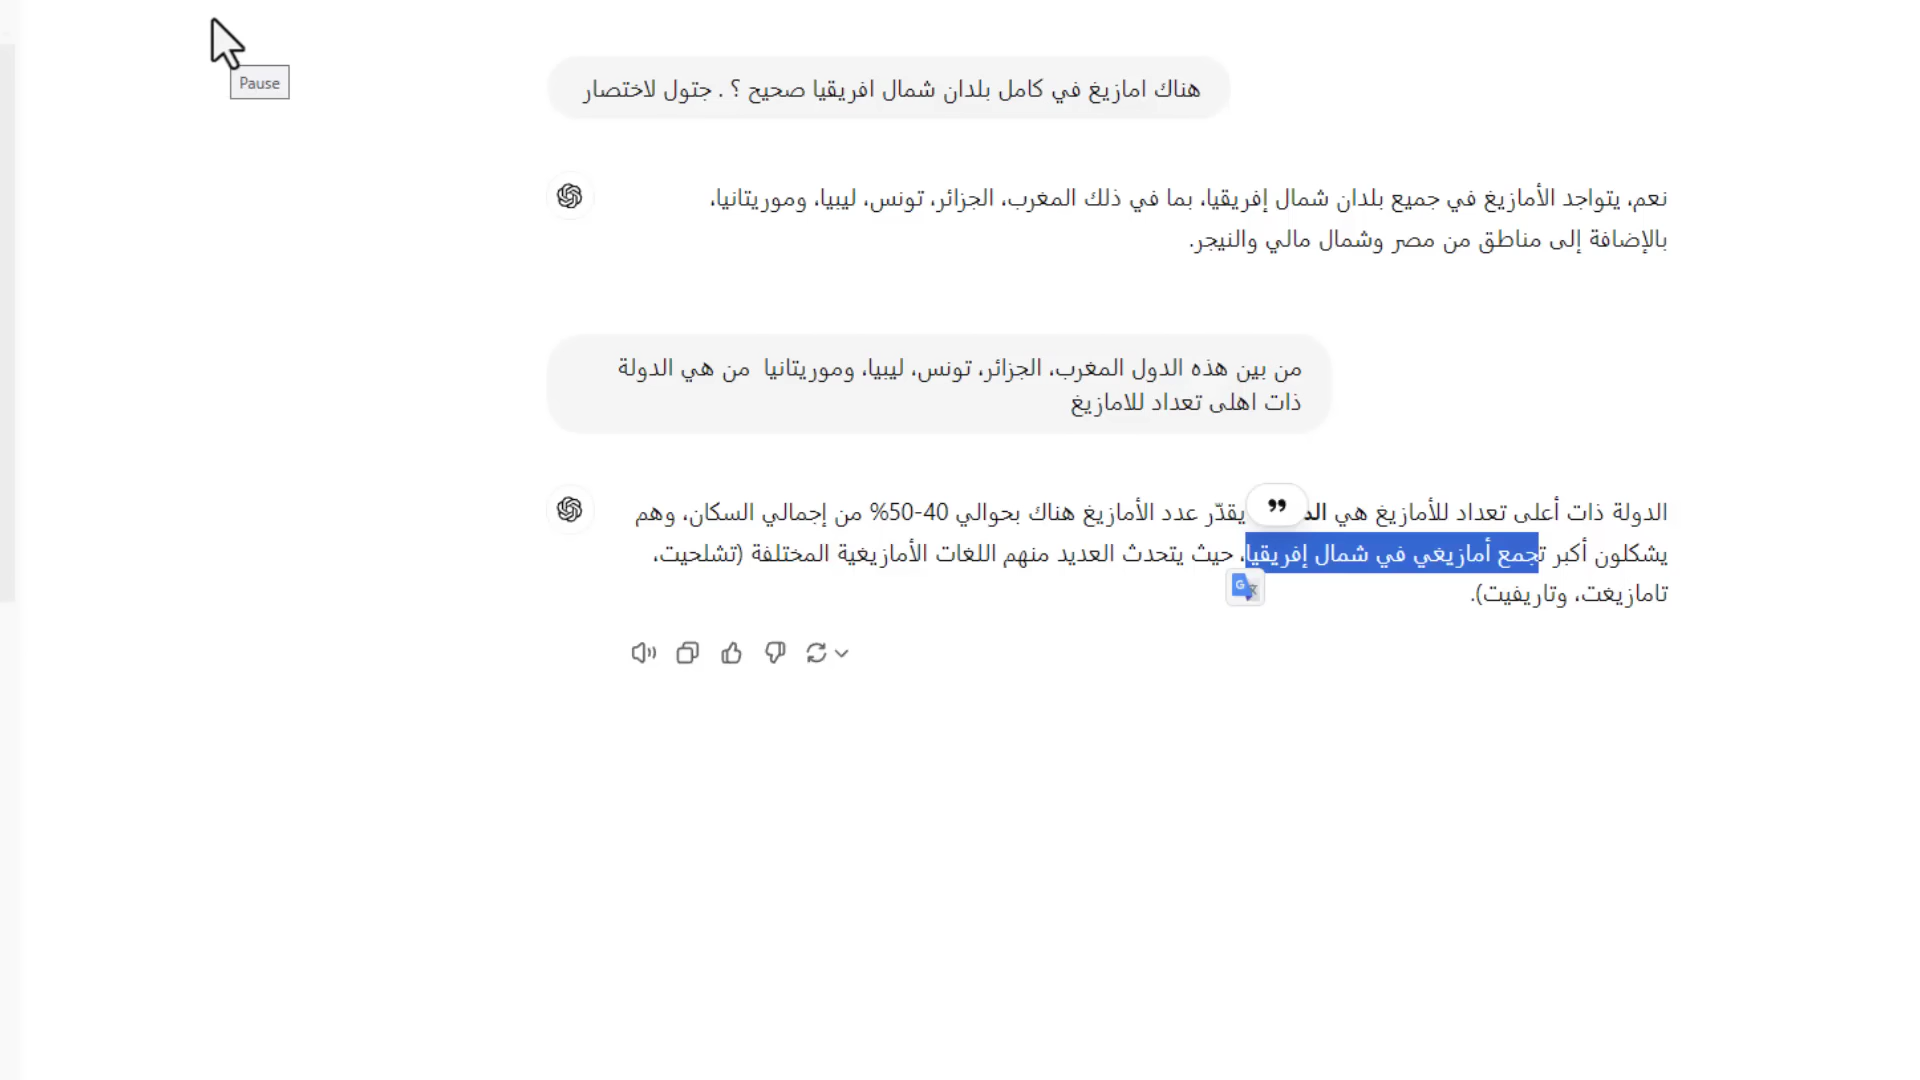 Pause
هناك امازيغ في كامل بلدان شمال افريقيا صحيح ؟ . جتول لاختصار
نعم، يتواجد الأمازيغ في جميع بلدان شمال إفريقيا، بما في ذلك المغرب، الجزائر، تونس، ليبيا، وموريتانيا،
بالإضافة إلى مناطق من مصر وشمال مالي والنيجر.
من بين هذه الدول المغرب، الجزائر، تونس، ليبيا، وموريتانيا من هي الدولة
ذات اهلى تعداد للامازيغ
الدولة ذات أعلى تعداد للأمازيغ هي يقدّر عدد الأمازيغ هناك بحوالي 40-50% من إجمالي السكان، وهم
يشكلون أكبر تجمع أمازيغي في شمال إفريقيا، حيث يتحدث العديد منهم اللغات الأمازيغية المختلفة (تشلحيت،
تامازيغت، وتاريفيت).